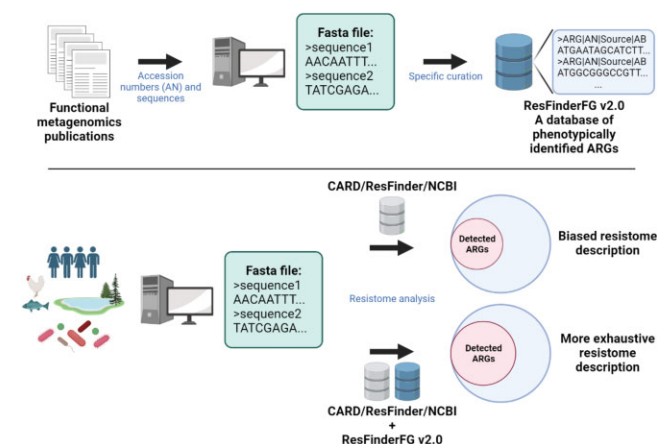 Functional
metagenomics
publications
Accession
numbers (AN) and
sequences
Fasta file:
>sequence1
AACAATTT...
>sequence2
TATCGAGA...
Specific curation
>ARG|AN|Source|AB
ATGAATAGCATCTT...
>ARG|AN|Source|AB
ATGGCGGGCCGTT...
...
ResFinderFG v2.0
A database of
phenotypically
identified ARGs
Fasta file:
>sequence1
AACAATTT...
>sequence2
TATCGAGA...
CARD/ResFinder/NCBI
Resistome analysis
Detected
ARGs
Biased resistome
description
Detected
ARGs
More exhaustive
resistome
description
CARD/ResFinder/NCBI
+
ResFinderFG v2.0